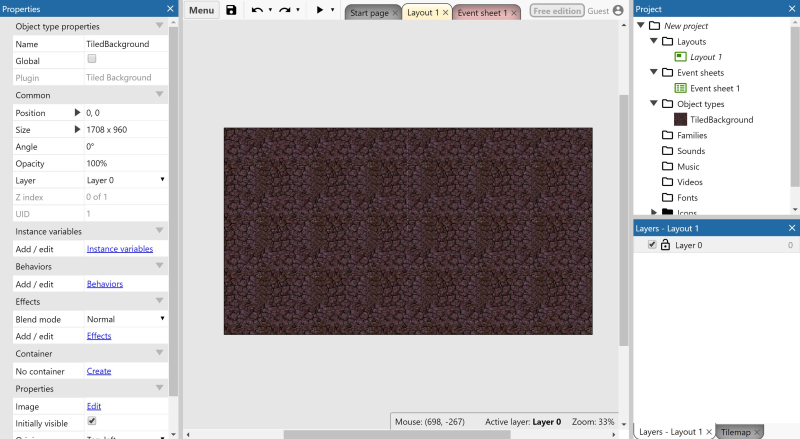 Properties
Object type properties
Name TiledBackground
Global
Plugin Tiled Background
Common
Position 0, 0
Size 1708 x 960
Angle 0°
Opacity 100%
Layer Layer 0
Z index 0 of 1
UID 1
Instance variables
Add / edit Instance variables
Behaviors
Add / edit Behaviors
Effects
Blend mode Normal
Add / edit Effects
Container
No container Create
Properties
Image Edit
Initially visible
Menu
Start page
Layout 1
Event sheet 1
Free edition
Guest
Mouse: (698, -267) Active layer: Layer 0 Zoom: 33%
Project
New project
Layouts
Layout 1
Event sheets
Event sheet 1
Object types
TiledBackground
Families
Sounds
Music
Videos
Fonts
Icons
Layers - Layout 1
Layer 0 0
Layers - Layout 1
Tilemap